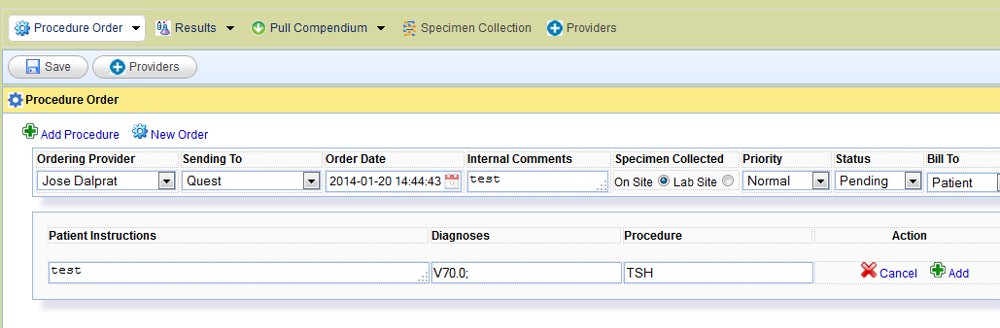 Procedure Order Results Pull Compendium Specimen Collection Providers
Save Providers
Procedure Order
Add Procedure New Order
Ordering Provider Sending To Order Date Internal Comments Specimen Collected Priority Status Bill To
Jose Dalprat Quest 2014-01-20 14:44:43 test On Site Lab Site Normal Pending Patient
Patient Instructions Diagnoses Procedure Action
test V70.0; TSH Cancel Add